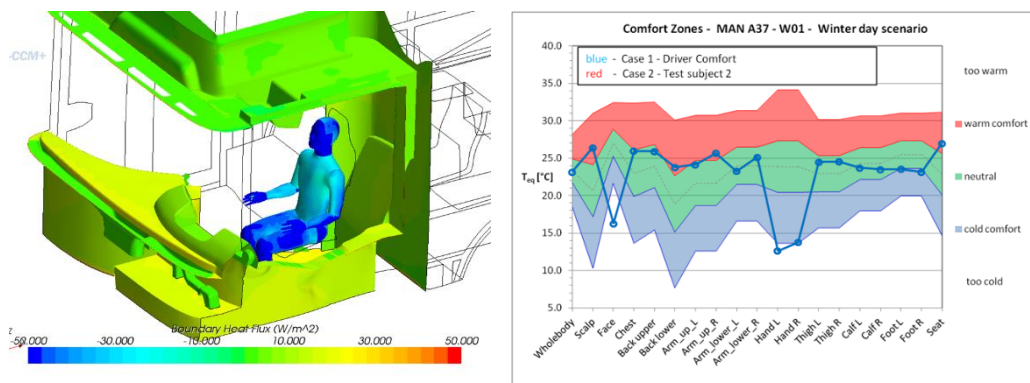 -CCM+
Boundary Heat Flux (W/m^2)
-50.000 -30.000 -10.000 10.000 30.000 50.000
z
Comfort Zones - MAN A37 - W01 - Winter day scenario
blue - Case 1 - Driver Comfort
red - Case 2 - Test subject 2
40.0
35.0
30.0
25.0
20.0
15.0
10.0
5.0
Teq [°C]
too warm
warm comfort
neutral
cold comfort
too cold
Wholebody
Scalp
Face
Chest
Back upper
Back lower
Arm_up_L
Arm_up_R
Arm_lower_L
Arm_lower_R
Hand L
Hand R
Thigh L
Thigh R
Calf L
Calf R
Foot L
Foot R
Seat